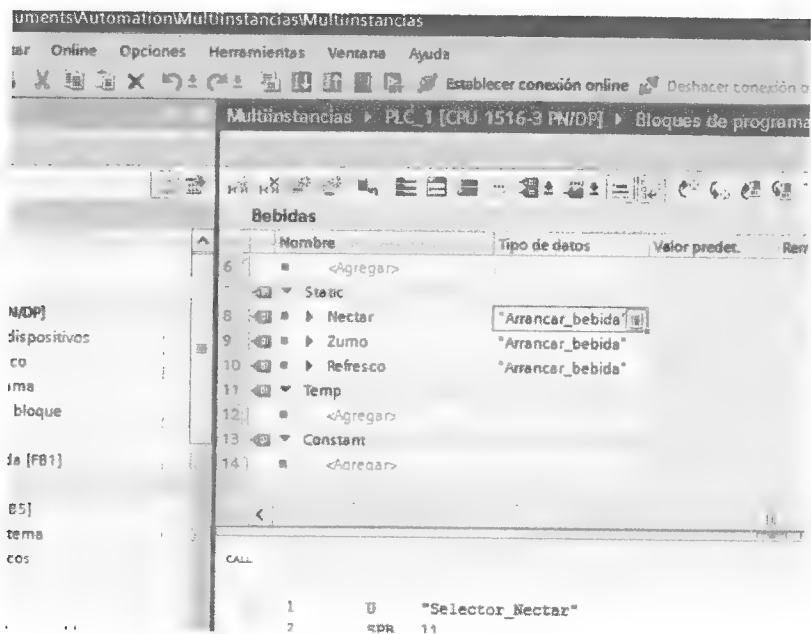 uments\Automation\Multiinstancias\Multiinstancias
tar Online Opciones Herramientas Ventana Ayuda
Establecer conexión online Deshacer conexión o
Multiinstancias PLC_1 [CPU 1516-3 PN/DP] Bloques de programa
Bebidas
Nombre Tipo de datos Valor predet. Rem
6 <Agregar>
Static
8 Nectar "Arrancar_bebida"
9 Zumo "Arrancar_bebida"
10 Refresco "Arrancar_bebida"
11 Temp
12 <Agregar>
13 Constant
14 <Agregar>
N/DP]
dispositivos
co
ama
bloque
da [FB1]
B5]
tema
cos
CALL
1 U "Selector_Nectar"
2 SPB 11